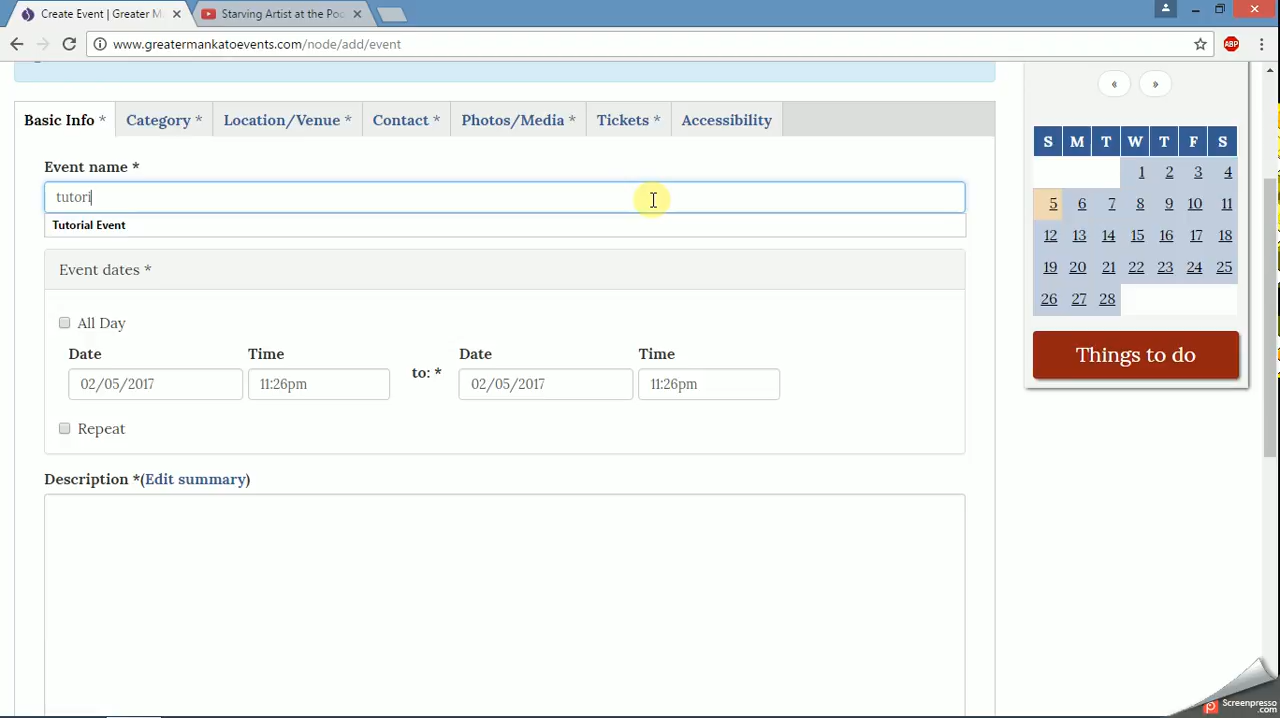 Create Event | Greater M
Starving Artist at the Poc
www.greatermankatoevents.com/node/add/event
ABP
Basic Info *
Category *
Location/Venue *
Contact *
Photos/Media *
Tickets *
Accessibility
Event name *
tutori
Tutorial Event
Event dates *
All Day
Date Time Date Time
02/05/2017 11:26pm to: * 02/05/2017 11:26pm
Repeat
Description *(Edit summary)
« »
S M T W T F S
1 2 3 4
5 6 7 8 9 10 11
12 13 14 15 16 17 18
19 20 21 22 23 24 25
26 27 28
Things to do
Screenpresso
.com